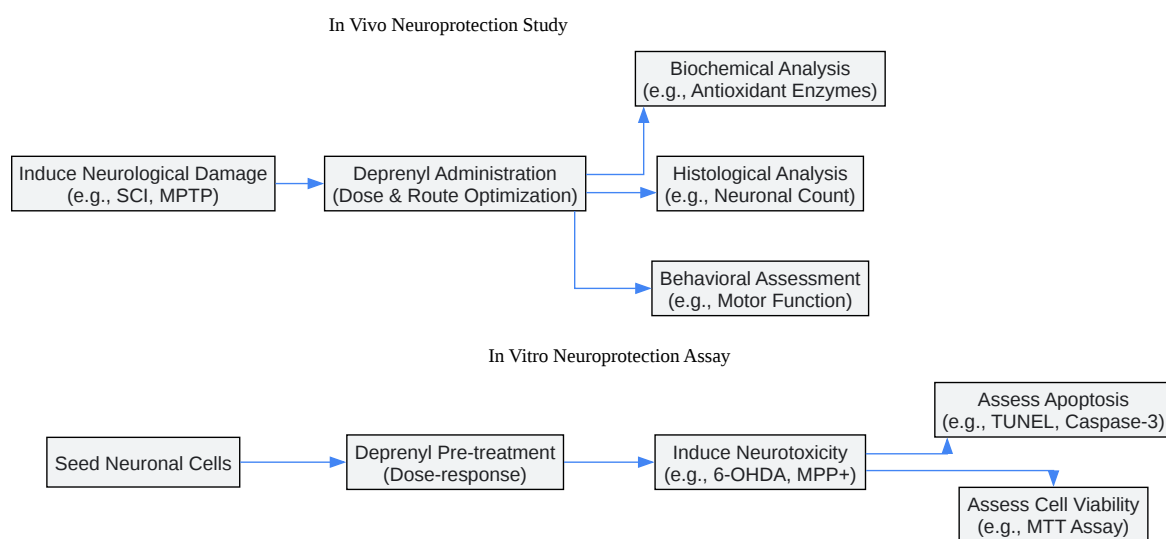 In Vivo Neuroprotection Study
Biochemical Analysis
(e.g., Antioxidant Enzymes)
Induce Neurological Damage
(e.g., SCI, MPTP)
Deprenyl Administration
(Dose & Route Optimization)
Histological Analysis
(e.g., Neuronal Count)
Behavioral Assessment
(e.g., Motor Function)
In Vitro Neuroprotection Assay
Assess Apoptosis
(e.g., TUNEL, Caspase-3)
Seed Neuronal Cells
Deprenyl Pre-treatment
(Dose-response)
Induce Neurotoxicity
(e.g., 6-OHDA, MPP+)
Assess Cell Viability
(e.g., MTT Assay)